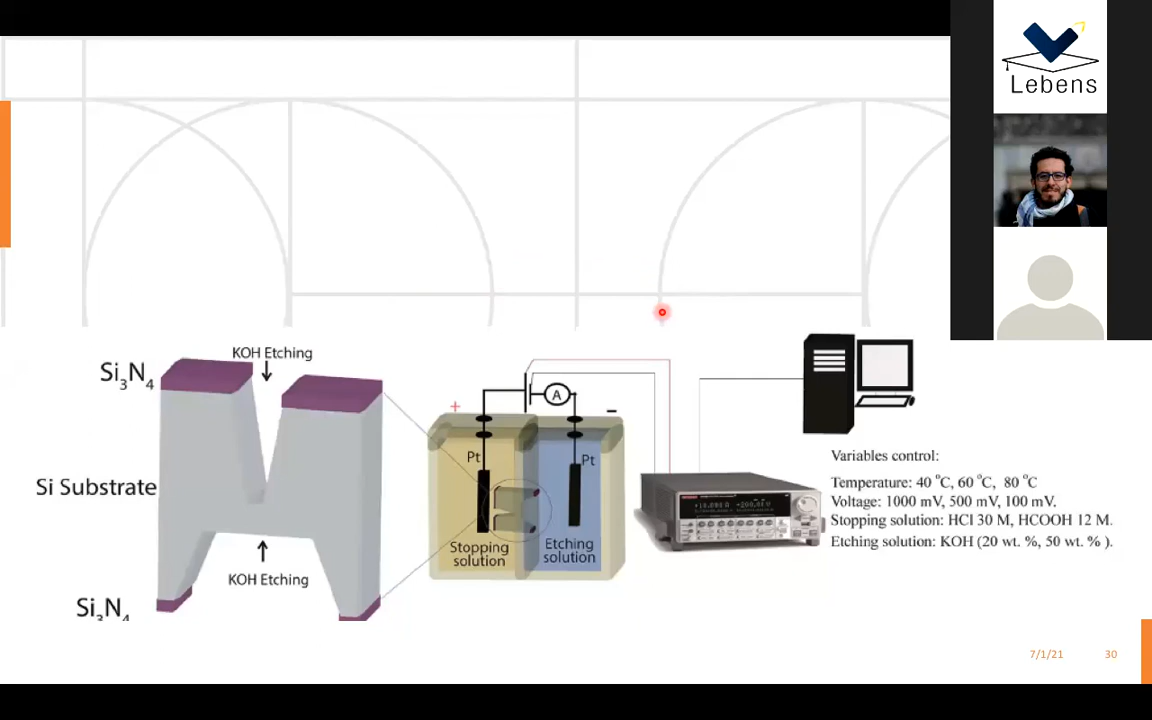 Lebens
KOH Etching
Si3N4
Si Substrate
KOH Etching
Si3N4
+
A
−
Pt
Pt
Stopping
solution
Etching
solution
Variables control:
Temperature: 40 °C, 60 °C, 80 °C
Voltage: 1000 mV, 500 mV, 100 mV.
Stopping solution: HCl 30 M, HCOOH 12 M.
Etching solution: KOH (20 wt. %, 50 wt. % ).
7/1/21
30